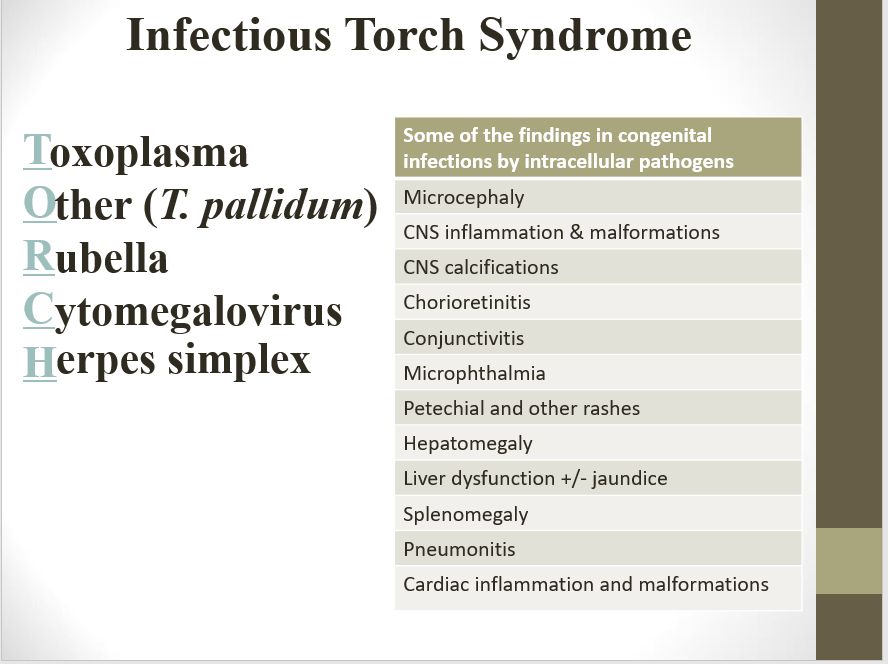 Infectious Torch Syndrome
Toxoplasma
Other (T. pallidum)
Rubella
Cytomegalovirus
Herpes simplex
Some of the findings in congenital
infections by intracellular pathogens
Microcephaly
CNS inflammation & malformations
CNS calcifications
Chorioretinitis
Conjunctivitis
Microphthalmia
Petechial and other rashes
Hepatomegaly
Liver dysfunction +/- jaundice
Splenomegaly
Pneumonitis
Cardiac inflammation and malformations